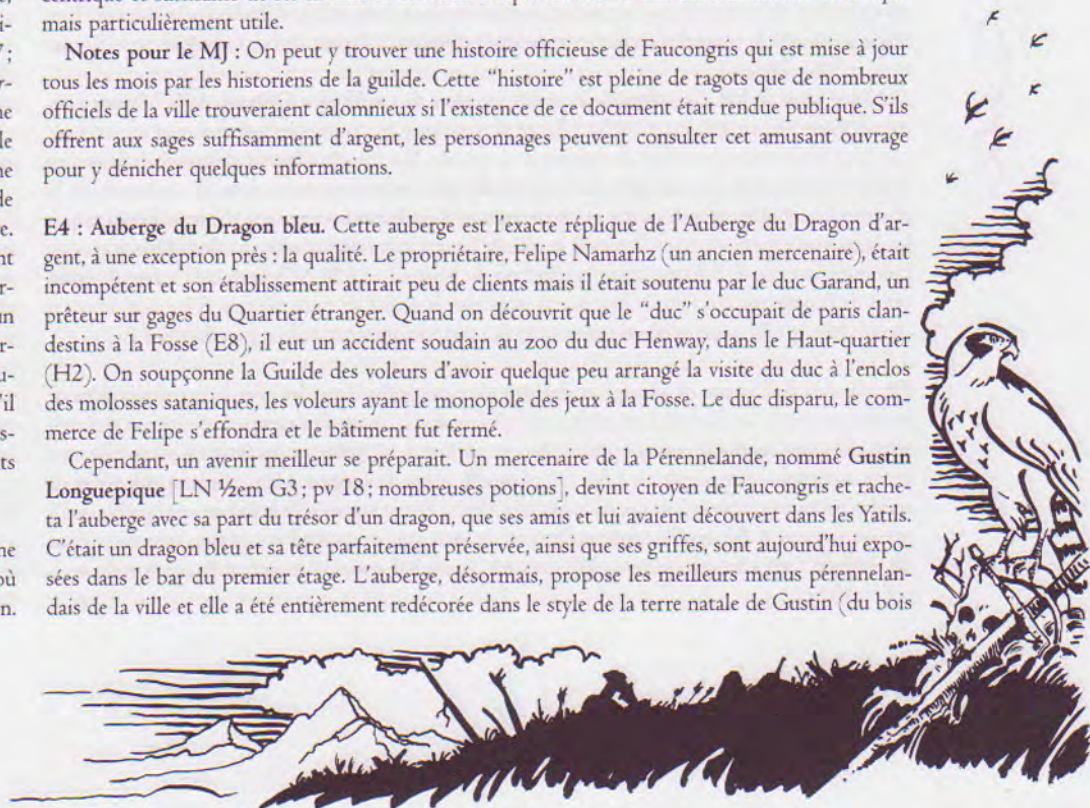 e,
i-
7 ;
r-
ne
le
ne
de
re.
nt
r-
un
r-
u-
'il
s-
ts
ne
où
n.
mais particulièrement utile.
Notes pour le MJ : On peut y trouver une histoire officieuse de Faucongris qui est mise à jour
tous les mois par les historiens de la guilde. Cette “histoire” est pleine de ragots que de nombreux
officiels de la ville trouveraient calomnieux si l'existence de ce document était rendue publique. S'ils
offrent aux sages suffisamment d'argent, les personnages peuvent consulter cet amusant ouvrage
pour y dénicher quelques informations.
E4 : Auberge du Dragon bleu. Cette auberge est l'exacte réplique de l'Auberge du Dragon d'ar-
gent, à une exception près : la qualité. Le propriétaire, Felipe Namarhz (un ancien mercenaire), était
incompétent et son établissement attirait peu de clients mais il était soutenu par le duc Garand, un
prêteur sur gages du Quartier étranger. Quand on découvrit que le “duc” s'occupait de paris clan-
destins à la Fosse (E8), il eut un accident soudain au zoo du duc Henway, dans le Haut-quartier
(H2). On soupçonne la Guilde des voleurs d'avoir quelque peu arrangé la visite du duc à l'enclos
des molosses sataniques, les voleurs ayant le monopole des jeux à la Fosse. Le duc disparu, le com-
merce de Felipe s'effondra et le bâtiment fut fermé.
Cependant, un avenir meilleur se préparait. Un mercenaire de la Pérennelande, nommé Gustin
Longuepique [LN ½em G3 ; pv 18 ; nombreuses potions], devint citoyen de Faucongris et rache-
ta l'auberge avec sa part du trésor d'un dragon, que ses amis et lui avaient découvert dans les Yatils.
C'était un dragon bleu et sa tête parfaitement préservée, ainsi que ses griffes, sont aujourd'hui expo-
sées dans le bar du premier étage. L'auberge, désormais, propose les meilleurs menus pérennelan-
dais de la ville et elle a été entièrement redécorée dans le style de la terre natale de Gustin (du bois